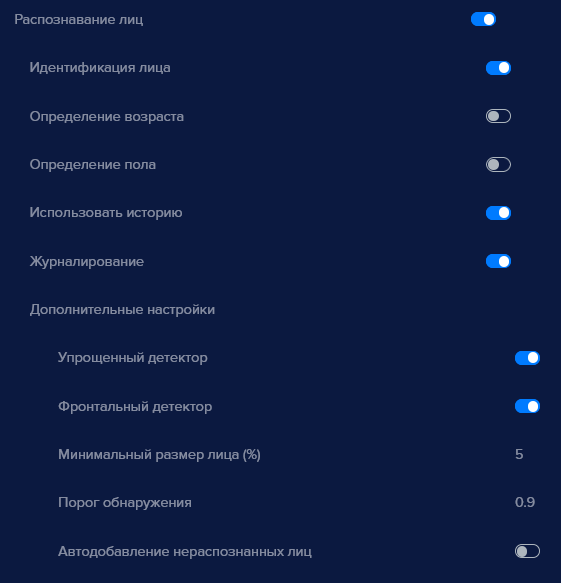 Распознавание лиц
Идентификация лица
Определение возраста
Определение пола
Использовать историю
Журналирование
Дополнительные настройки
Упрощенный детектор
Фронтальный детектор
Минимальный размер лица (%) 5
Порог обнаружения 0.9
Автодобавление нераспознанных лиц